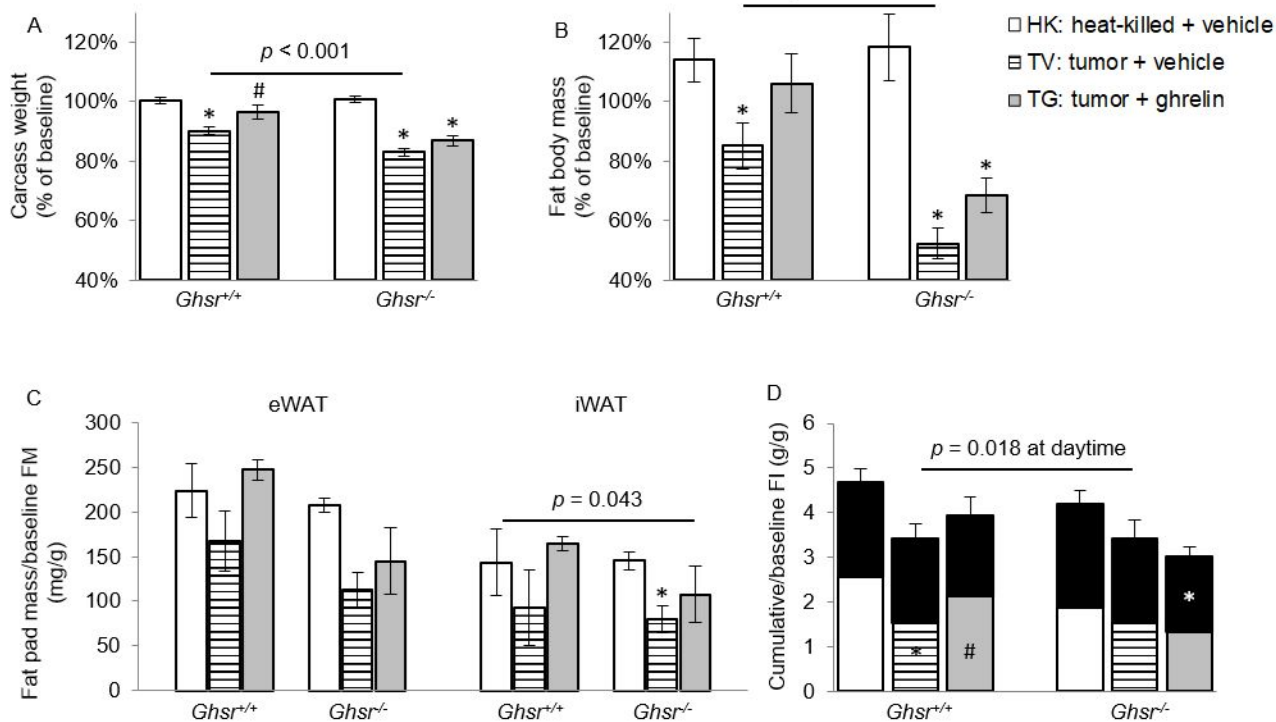 A
Carcass weight
(% of baseline)
120%
100%
80%
60%
40%
p < 0.001
*
#
*
*
Ghsr+/+
Ghsr-/-
B
Fat body mass
(% of baseline)
120%
100%
80%
60%
40%
*
*
*
Ghsr+/+
Ghsr-/-
HK: heat-killed + vehicle
TV: tumor + vehicle
TG: tumor + ghrelin
C
eWAT
iWAT
Fat pad mass/baseline FM
(mg/g)
300
250
200
150
100
50
0
p = 0.043
*
Ghsr+/+
Ghsr-/-
Ghsr+/+
Ghsr-/-
D
Cumulative/baseline FI (g/g)
6
5
4
3
2
1
0
p = 0.018 at daytime
*
#
*
Ghsr+/+
Ghsr-/-